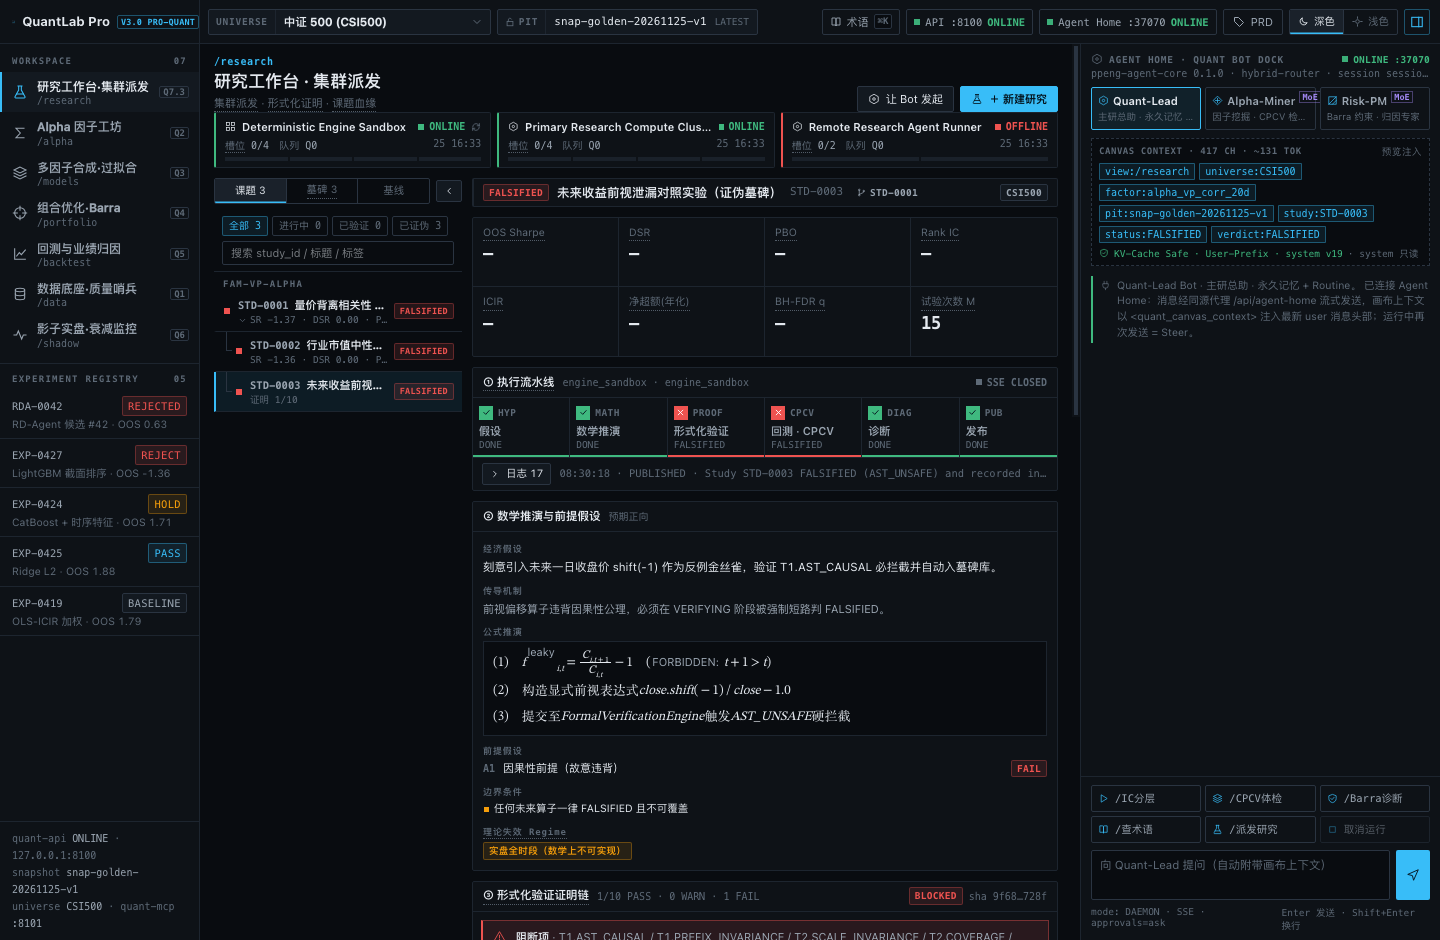 QuantLab Pro
V3.0 PRO-QUANT
UNIVERSE
中证 500 (CSI500)
PIT
snap-golden-20261125-v1
LATEST
术语
⌘K
API :8100 ONLINE
Agent Home :37070 ONLINE
PRD
深色
浅色
WORKSPACE
07
研究工作台·集群派发
/research
Q7.3
Alpha 因子工坊
/alpha
Q2
多因子合成·过拟合
/models
Q3
组合优化·Barra
/portfolio
Q4
回测与业绩归因
/backtest
Q5
数据底座·质量哨兵
/data
Q1
影子实盘·衰减监控
/shadow
Q6
EXPERIMENT REGISTRY
05
RDA-0042
REJECTED
RD-Agent 候选 #42 · OOS 0.63
EXP-0427
REJECT
LightGBM 截面排序 · OOS -1.36
EXP-0424
HOLD
CatBoost + 时序特征 · OOS 1.71
EXP-0425
PASS
Ridge L2 · OOS 1.88
EXP-0419
BASELINE
OLS-ICIR 加权 · OOS 1.79
quant-api ONLINE ·
127.0.0.1:8100
snapshot snap-golden-
20261125-v1
universe CSI500 · quant-mcp
:8101
/research
研究工作台 · 集群派发
集群派发 · 形式化证明 · 课题血缘
让 Bot 发起
+ 新建研究
Deterministic Engine Sandbox
ONLINE
槽位 0/4 队列 Q0
25 16:33
Primary Research Compute Clus...
ONLINE
槽位 0/4 队列 Q0
25 16:33
Remote Research Agent Runner
OFFLINE
槽位 0/2 队列 Q0
25 16:33
课题 3
墓碑 3
基线
全部 3
进行中 0
已验证 0
已证伪 3
搜索 study_id / 标题 / 标签
FAM-VP-ALPHA
STD-0001 量价背离相关性 ...
SR -1.37 · DSR 0.00 · P...
FALSIFIED
STD-0002 行业市值中性...
SR -1.36 · DSR 0.00 · P...
FALSIFIED
STD-0003 未来收益前视...
证明 1/10
FALSIFIED
FALSIFIED
未来收益前视泄漏对照实验（证伪墓碑）
STD-0003
STD-0001
CSI500
OOS Sharpe
—
DSR
—
PBO
—
Rank IC
—
ICIR
—
净超额(年化)
—
BH-FDR q
—
试验次数 M
15
① 执行流水线
engine_sandbox · engine_sandbox
SSE CLOSED
HYP
假设
DONE
MATH
数学推演
DONE
PROOF
形式化验证
FALSIFIED
CPCV
回测 · CPCV
FALSIFIED
DIAG
诊断
DONE
PUB
发布
DONE
日志 17
08:30:18 · PUBLISHED · Study STD-0003 FALSIFIED (AST_UNSAFE) and recorded in...
② 数学推演与前提假设
预期正向
经济假设
刻意引入未来一日收盘价 shift(-1) 作为反例金丝雀，验证 T1.AST_CAUSAL 必拦截并自动入墓碑库。
传导机制
前视偏移算子违背因果性公理，必须在 VERIFYING 阶段被强制短路判 FALSIFIED。
公式推演
(1) f leaky i,t = C i,t+1 / C i,t − 1 (FORBIDDEN: t + 1 > t)
(2) 构造显式前视表达式close.shift( − 1) / close − 1.0
(3) 提交至FormalVerificationEngine触发AST_UNSAFE硬拦截
前提假设
A1 因果性前提（故意违背）
FAIL
边界条件
任何未来算子一律 FALSIFIED 且不可覆盖
理论失效 Regime
实盘全时段（数学上不可实现）
③ 形式化验证证明链
1/10 PASS · 0 WARN · 1 FAIL
BLOCKED
sha 9f68…728f
阻断项 · T1.AST_CAUSAL / T1.PREFIX_INVARIANCE / T2.SCALE_INVARIANCE / T2.COVERAGE /
AGENT HOME · QUANT BOT DOCK
ONLINE :37070
ppeng-agent-core 0.1.0 · hybrid-router · session sessio…
Quant-Lead
主研总助 · 永久记忆 ...
Alpha-Miner
MoE
因子挖掘 · CPCV 检...
Risk-PM
MoE
Barra 约束 · 归因专家
CANVAS CONTEXT · 417 CH · ~131 TOK
预览注入
view:/research
universe:CSI500
factor:alpha_vp_corr_20d
pit:snap-golden-20261125-v1
study:STD-0003
status:FALSIFIED
verdict:FALSIFIED
KV-Cache Safe · User-Prefix · system v19 · system 只读
Quant-Lead Bot · 主研总助 · 永久记忆 + Routine。 已连接 Agent
Home：消息经同源代理 /api/agent-home 流式发送，画布上下文
以 <quant_canvas_context> 注入最新 user 消息头部；运行中再
次发送 = Steer。
/IC分层
/CPCV体检
/Barra诊断
/查术语
/派发研究
取消运行
向 Quant-Lead 提问（自动附带画布上下文）
mode: DAEMON · SSE ·
approvals=ask
Enter 发送 · Shift+Enter
换行